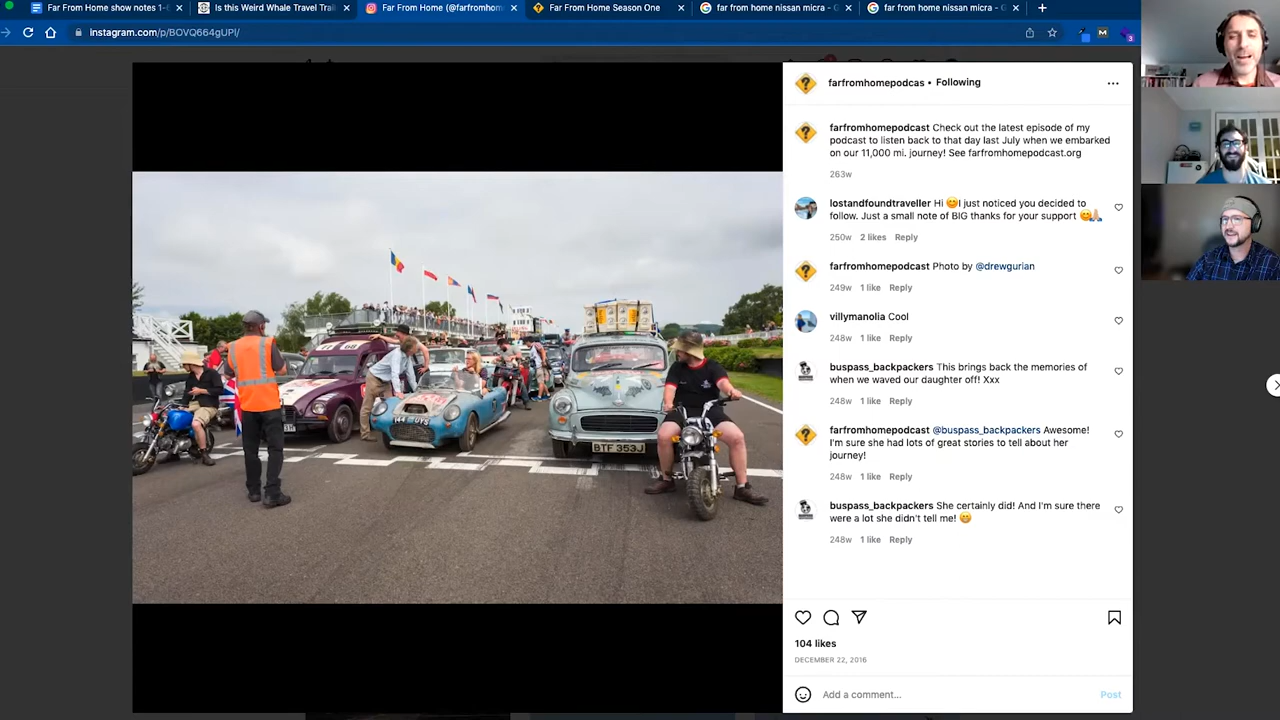 Far From Home show notes 1-6
Is this Weird Whale Travel Trail
Far From Home (@farfromhom
Far From Home Season One
far from home nissan micra - G
far from home nissan micra - G
instagram.com/p/BOVQ664gUPl/
farfromhomepodcas • Following
farfromhomepodcast Check out the latest episode of my
podcast to listen back to that day last July when we embarked
on our 11,000 mi. journey! See farfromhomepodcast.org
263w
lostandfoundtraveller Hi 😊I just noticed you decided to
follow. Just a small note of BIG thanks for your support 😋🙏🏻
250w 2 likes Reply
farfromhomepodcast Photo by @drewgurian
249w 1 like Reply
villymanolia Cool
248w 1 like Reply
buspass_backpackers This brings back the memories of
when we waved our daughter off! Xxx
248w 1 like Reply
farfromhomepodcast @buspass_backpackers Awesome!
I'm sure she had lots of great stories to tell about her
journey!
248w 1 like Reply
buspass_backpackers She certainly did! And I'm sure there
were a lot she didn't tell me! 😋
248w 1 like Reply
104 likes
DECEMBER 22, 2016
Add a comment...
Post
BTF 353J